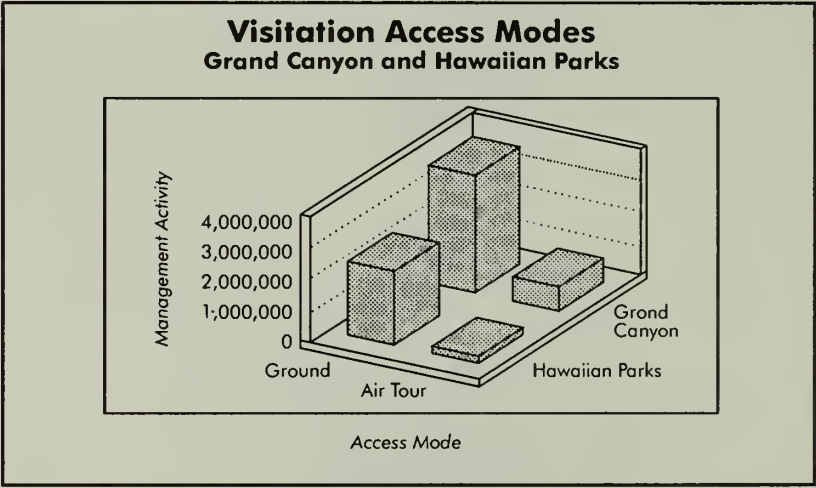 Visitation Access Modes
Grand Canyon and Hawaiian Parks
Management Activity
4,000,000
3,000,000
2,000,000
1,000,000
0
Ground
Air Tour
Hawaiian Parks
Grond
Canyon
Access Mode